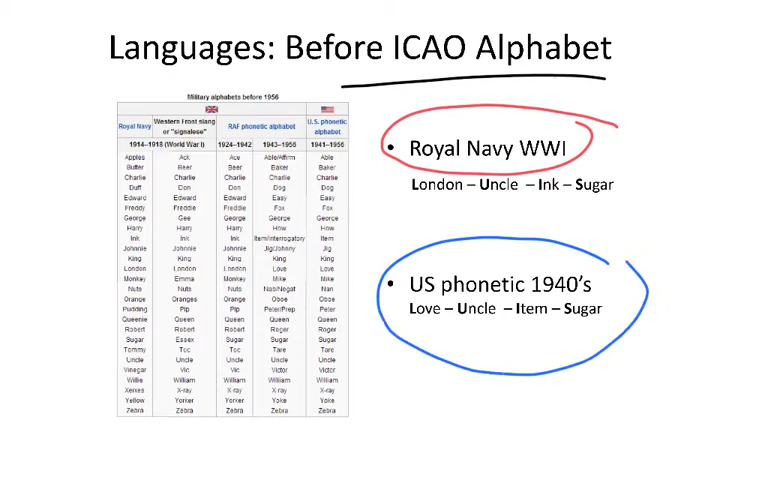 Languages: Before ICAO Alphabet
Military alphabets before 1956
Royal Navy Western Front slang or "signalese" RAF phonetic alphabet U.S. phonetic alphabet
1914–1918 (World War I) 1924–1942 1943–1956 1941–1956
Apples Ack Ace Able/Affirm Able
Butter Beer Beer Baker Baker
Charlie Charlie Charlie Charlie Charlie
Duff Don Don Dog Dog
Edward Edward Edward Easy Easy
Freddy Freddie Freddie Fox Fox
George Gee George George George
Harry Harry Harry How How
Ink Ink Ink Item/Interrogatory Item
Johnnie Johnnie Johnnie Jig/Johnny Jig
King King King King King
London London London Love Love
Monkey Emma Monkey Mike Mike
Nuts Nuts Nuts Nab/Negat Nan
Orange Oranges Orange Oboe Oboe
Pudding Pip Pip Peter/Prep Peter
Queenie Queen Queen Queen Queen
Robert Robert Robert Roger Roger
Sugar Essex Sugar Sugar Sugar
Tommy Toc Toc Tare Tare
Uncle Uncle Uncle Uncle Uncle
Vinegar Vic Vic Victor Victor
Willie William William William William
Xerxes X-ray X-ray X-ray X-ray
Yellow Yorker Yorker Yoke Yoke
Zebra Zebra Zebra Zebra Zebra
• Royal Navy WWI
London – Uncle – Ink – Sugar
• US phonetic 1940's
Love – Uncle – Item – Sugar